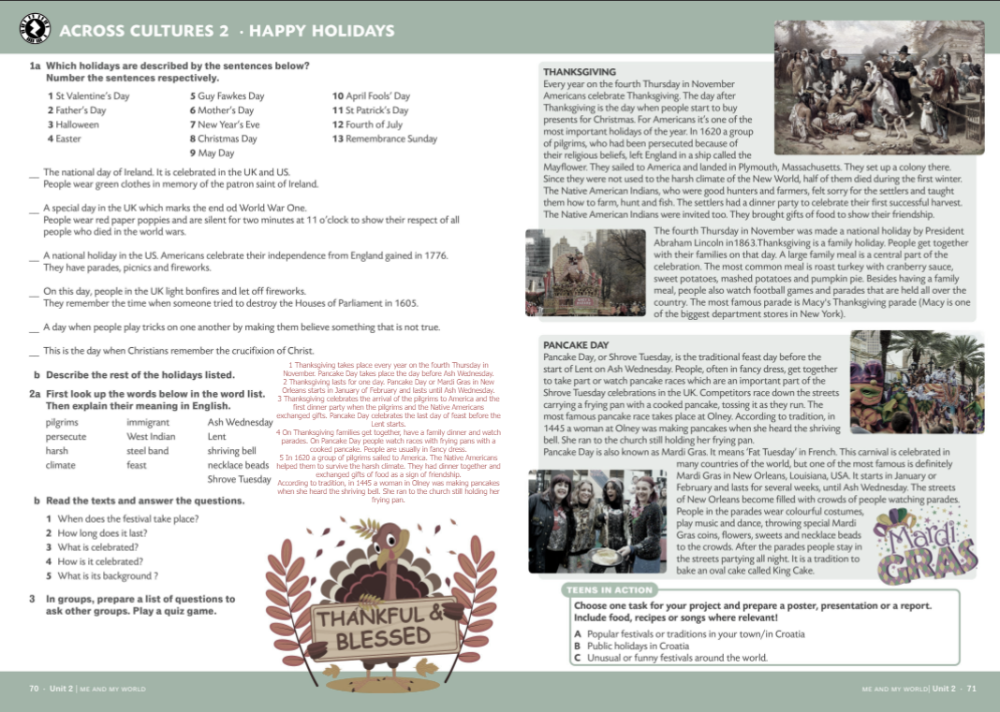 ACROSS CULTURES 2 · HAPPY HOLIDAYS
1a Which holidays are described by the sentences below?
Number the sentences respectively.
1 St Valentine's Day
2 Father's Day
3 Halloween
4 Easter
5 Guy Fawkes Day
6 Mother's Day
7 New Year's Eve
8 Christmas Day
9 May Day
10 April Fools' Day
11 St Patrick's Day
12 Fourth of July
13 Remembrance Sunday
__ The national day of Ireland. It is celebrated in the UK and US.
People wear green clothes in memory of the patron saint of Ireland.
__ A special day in the UK which marks the end od World War One.
People wear red paper poppies and are silent for two minutes at 11 o'clock to show their respect of all
people who died in the world wars.
__ A national holiday in the US. Americans celebrate their independence from England gained in 1776.
They have parades, picnics and fireworks.
__ On this day, people in the UK light bonfires and let off fireworks.
They remember the time when someone tried to destroy the Houses of Parliament in 1605.
__ A day when people play tricks on one another by making them believe something that is not true.
__ This is the day when Christians remember the crucifixion of Christ.
b Describe the rest of the holidays listed.
2a First look up the words below in the word list.
Then explain their meaning in English.
pilgrims immigrant Ash Wednesday
persecute West Indian Lent
harsh steel band shriving bell
climate feast necklace beads
Shrove Tuesday
b Read the texts and answer the questions.
1 When does the festival take place?
2 How long does it last?
3 What is celebrated?
4 How is it celebrated?
5 What is its background ?
3 In groups, prepare a list of questions to
ask other groups. Play a quiz game.
1 Thanksgiving takes place every year on the fourth Thursday in
November. Pancake Day takes place the day before Ash Wednesday.
2 Thanksgiving lasts for one day. Pancake Day or Mardi Gras in New
Orleans starts in January of February and lasts until Ash Wednesday.
3 Thanksgiving celebrates the arrival of the pilgrims to America and the
first dinner party when the pilgrims and the Native Americans
exchanged gifts. Pancake Day celebrates the last day of feast before the
Lent starts.
4 On Thanksgiving families get together, have a family dinner and watch
parades. On Pancake Day people watch races with frying pans with a
cooked pancake. People are usually in fancy dress.
5 In 1620 a group of pilgrims sailed to America. The Native Americans
helped them to survive the harsh climate. They had dinner together and
exchanged gifts of food as a sign of friendship.
According to tradition, in 1445 a woman in Olney was making pancakes
when she heard the shriving bell. She ran to the church still holding her
frying pan.
THANKFUL &
BLESSED
70 · Unit 2 | ME AND MY WORLD
THANKSGIVING
Every year on the fourth Thursday in November
Americans celebrate Thanksgiving. The day after
Thanksgiving is the day when people start to buy
presents for Christmas. For Americans it's one of the
most important holidays of the year. In 1620 a group
of pilgrims, who had been persecuted because of
their religious beliefs, left England in a ship called the
Mayflower. They sailed to America and landed in Plymouth, Massachusetts. They set up a colony there.
Since they were not used to the harsh climate of the New World, half of them died during the first winter.
The Native American Indians, who were good hunters and farmers, felt sorry for the settlers and taught
them how to farm, hunt and fish. The settlers had a dinner party to celebrate their first successful harvest.
The Native American Indians were invited too. They brought gifts of food to show their friendship.
The fourth Thursday in November was made a national holiday by President
Abraham Lincoln in1863.Thanksgiving is a family holiday. People get together
with their families on that day. A large family meal is a central part of the
celebration. The most common meal is roast turkey with cranberry sauce,
sweet potatoes, mashed potatoes and pumpkin pie. Besides having a family
meal, people also watch football games and parades that are held all over the
country. The most famous parade is Macy's Thanksgiving parade (Macy is one
of the biggest department stores in New York).
PANCAKE DAY
Pancake Day, or Shrove Tuesday, is the traditional feast day before the
start of Lent on Ash Wednesday. People, often in fancy dress, get together
to take part or watch pancake races which are an important part of the
Shrove Tuesday celebrations in the UK. Competitors race down the streets
carrying a frying pan with a cooked pancake, tossing it as they run. The
most famous pancake race takes place at Olney. According to tradition, in
1445 a woman at Olney was making pancakes when she heard the shriving
bell. She ran to the church still holding her frying pan.
Pancake Day is also known as Mardi Gras. It means 'Fat Tuesday' in French. This carnival is celebrated in
many countries of the world, but one of the most famous is definitely
Mardi Gras in New Orleans, Louisiana, USA. It starts in January or
February and lasts for several weeks, until Ash Wednesday. The streets
of New Orleans become filled with crowds of people watching parades.
People in the parades wear colourful costumes,
play music and dance, throwing special Mardi
Gras coins, flowers, sweets and necklace beads
to the crowds. After the parades people stay in
the streets partying all night. It is a tradition to
bake an oval cake called King Cake.
Mardi
GRAS
TEENS IN ACTION
Choose one task for your project and prepare a poster, presentation or a report.
Include food, recipes or songs where relevant!
A Popular festivals or traditions in your town/in Croatia
B Public holidays in Croatia
C Unusual or funny festivals around the world.
ME AND MY WORLD| Unit 2 · 71